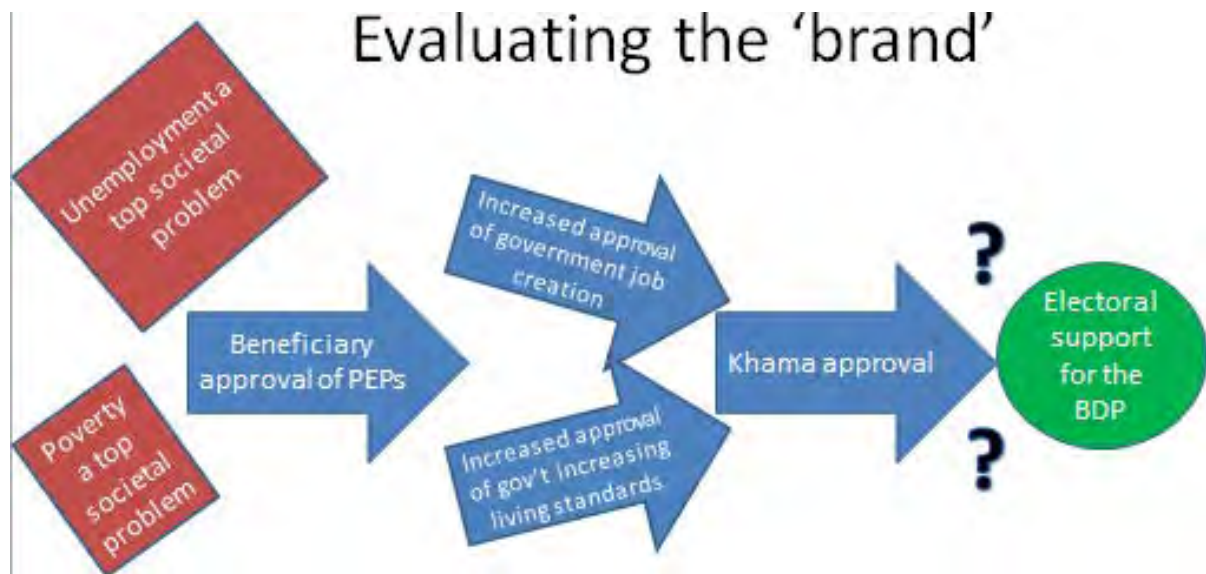 Evaluating the ‘brand’
Unemployment a
top societal
problem
Poverty
a top
societal
problem
Beneficiary
approval of PEPs
Increased approval
of government job
creation
Increased approval
of gov’t increasing
living standards
Khama approval
?
?
Electoral
support
for the
BDP